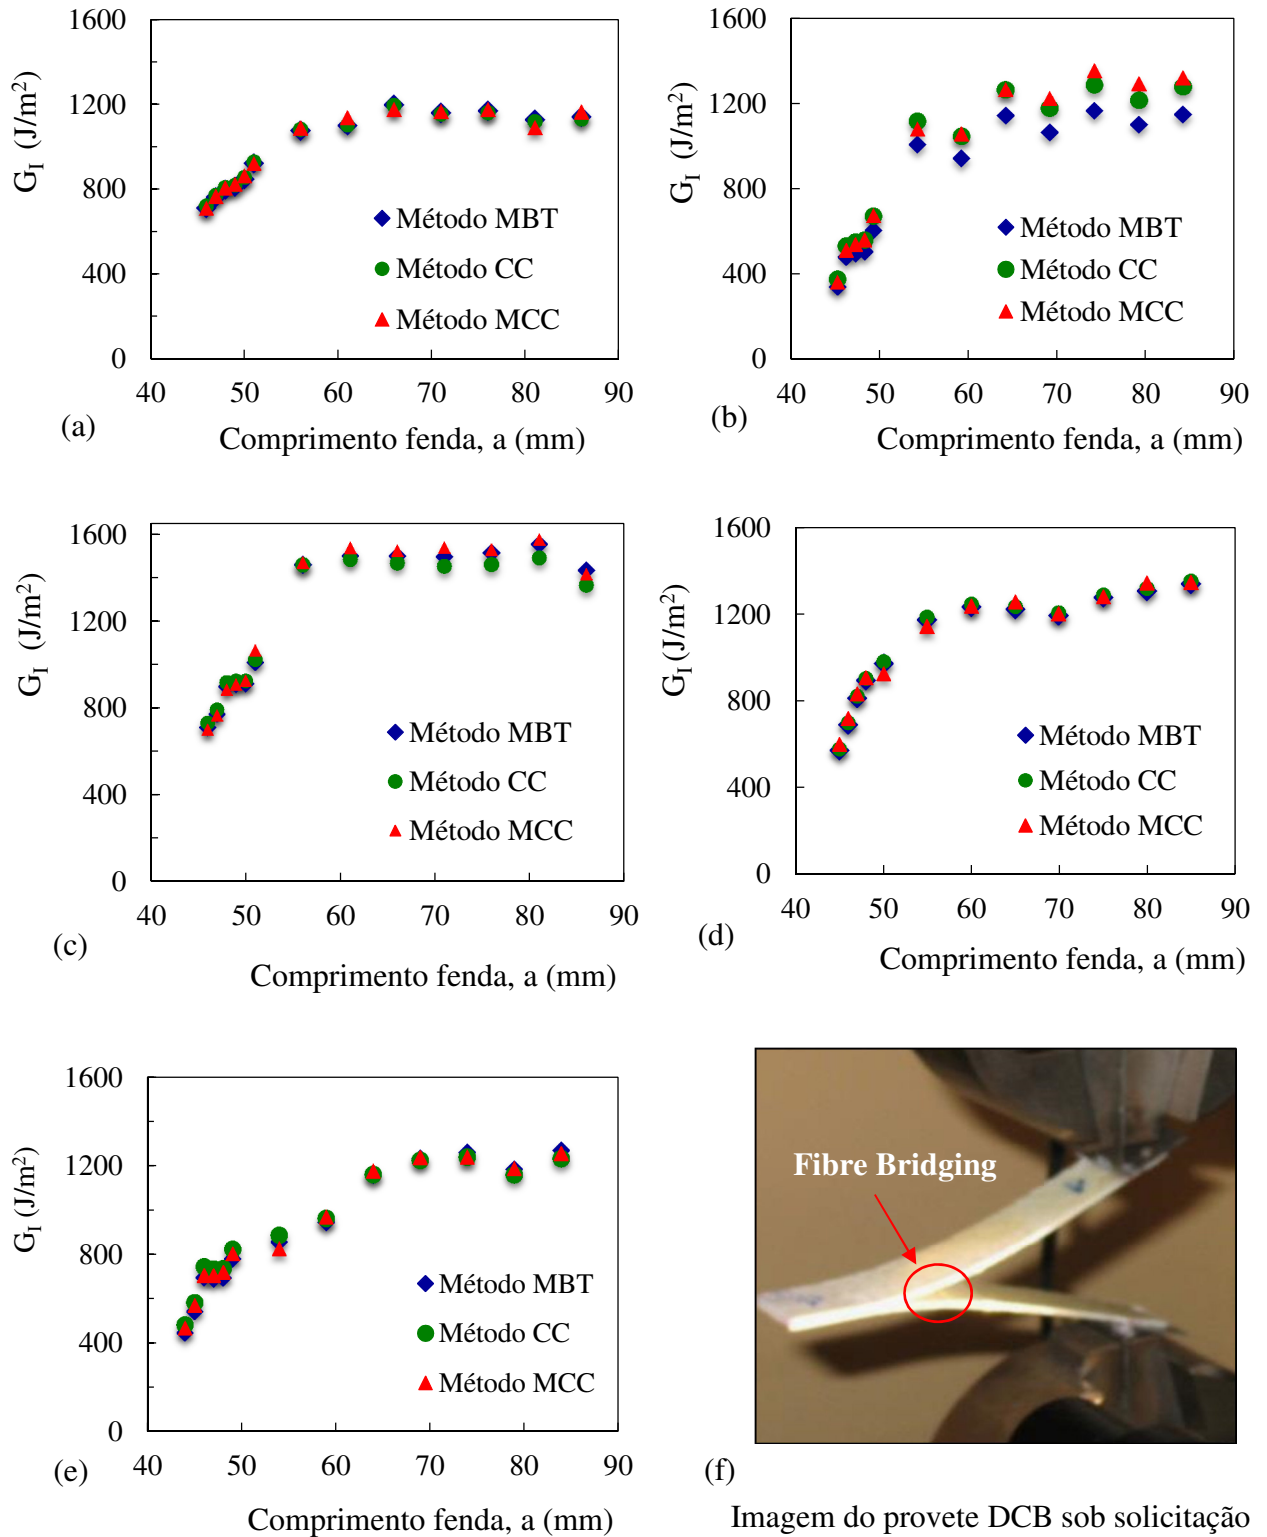 1600
1200
800
400
0
G_I (J/m²)
Método MBT
Método CC
Método MCC
40 50 60 70 80 90
(a)
Comprimento fenda, a (mm)
1600
1200
800
400
0
G_I (J/m²)
Método MBT
Método CC
Método MCC
40 50 60 70 80 90
(b)
Comprimento fenda, a (mm)
1600
1200
800
400
0
G_I (J/m²)
Método MBT
Método CC
Método MCC
40 50 60 70 80 90
(c)
Comprimento fenda, a (mm)
1600
1200
800
400
0
G_I (J/m²)
Método MBT
Método CC
Método MCC
40 50 60 70 80 90
(d)
Comprimento fenda, a (mm)
1600
1200
800
400
0
G_I (J/m²)
Método MBT
Método CC
Método MCC
40 50 60 70 80 90
(e)
Comprimento fenda, a (mm)
Fibre Bridging
(f)
Imagem do provete DCB sob solicitação